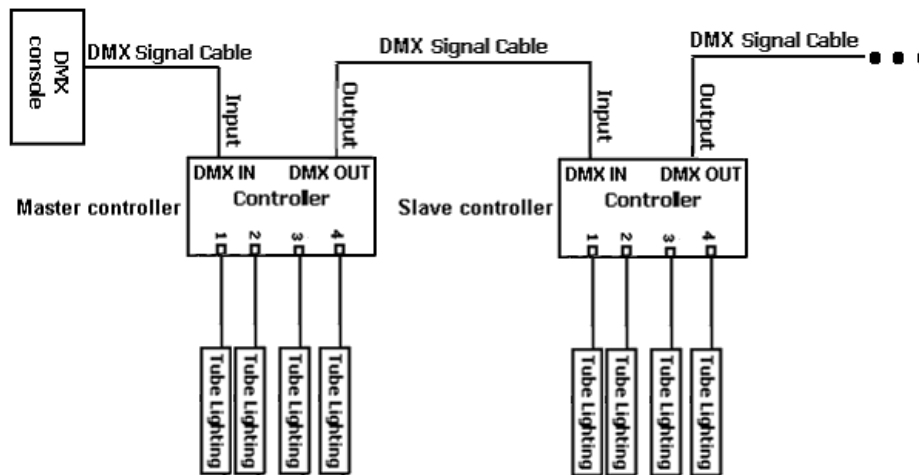 DMX
console
DMX Signal Cable
DMX Signal Cable
DMX Signal Cable
Input
Output
Input
Output
DMX IN DMX OUT
Controller
Master controller
1 2 3 4
DMX IN DMX OUT
Controller
Slave controller
1 2 3 4
Tube Lighting
Tube Lighting
Tube Lighting
Tube Lighting
Tube Lighting
Tube Lighting
Tube Lighting
Tube Lighting